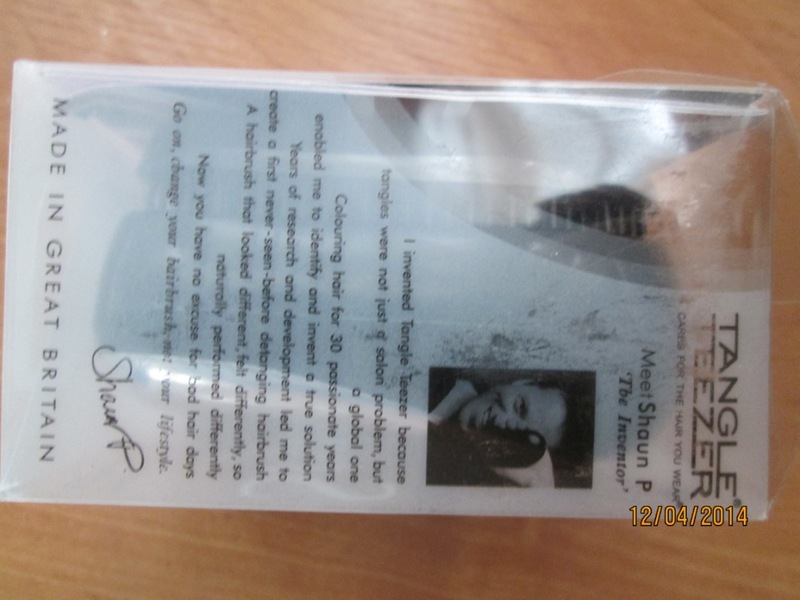 TANGLE
TEEZER®
CARING FOR THE HAIR YOU WEAR
Meet Shaun P
'The Inventor'
I invented Tangle Teezer because
tangles were not just a salon problem, but
a global one
Colouring hair for 30 passionate years
enabled me to identify and invent a true solution
Years of research and development led me to
create a first never-seen-before detangling hairbrush
A hairbrush that looked different, felt differently, so
naturally performed differently
Now you have no excuse for bad hair days
Go on, change your hairbrush, not your lifestyle.
Shaun P.
MADE IN GREAT BRITAIN
12/04/2014